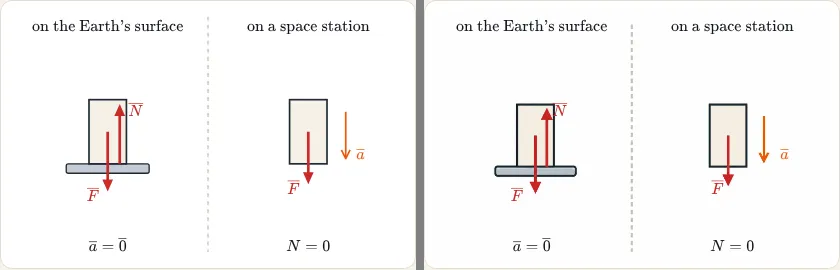 on the Earth's surface
on a space station
N̅
F̅
a̅ = 0̅
F̅
a̅
N = 0
on the Earth's surface
on a space station
N̅
F̅
a̅ = 0̅
F̅
a̅
N = 0